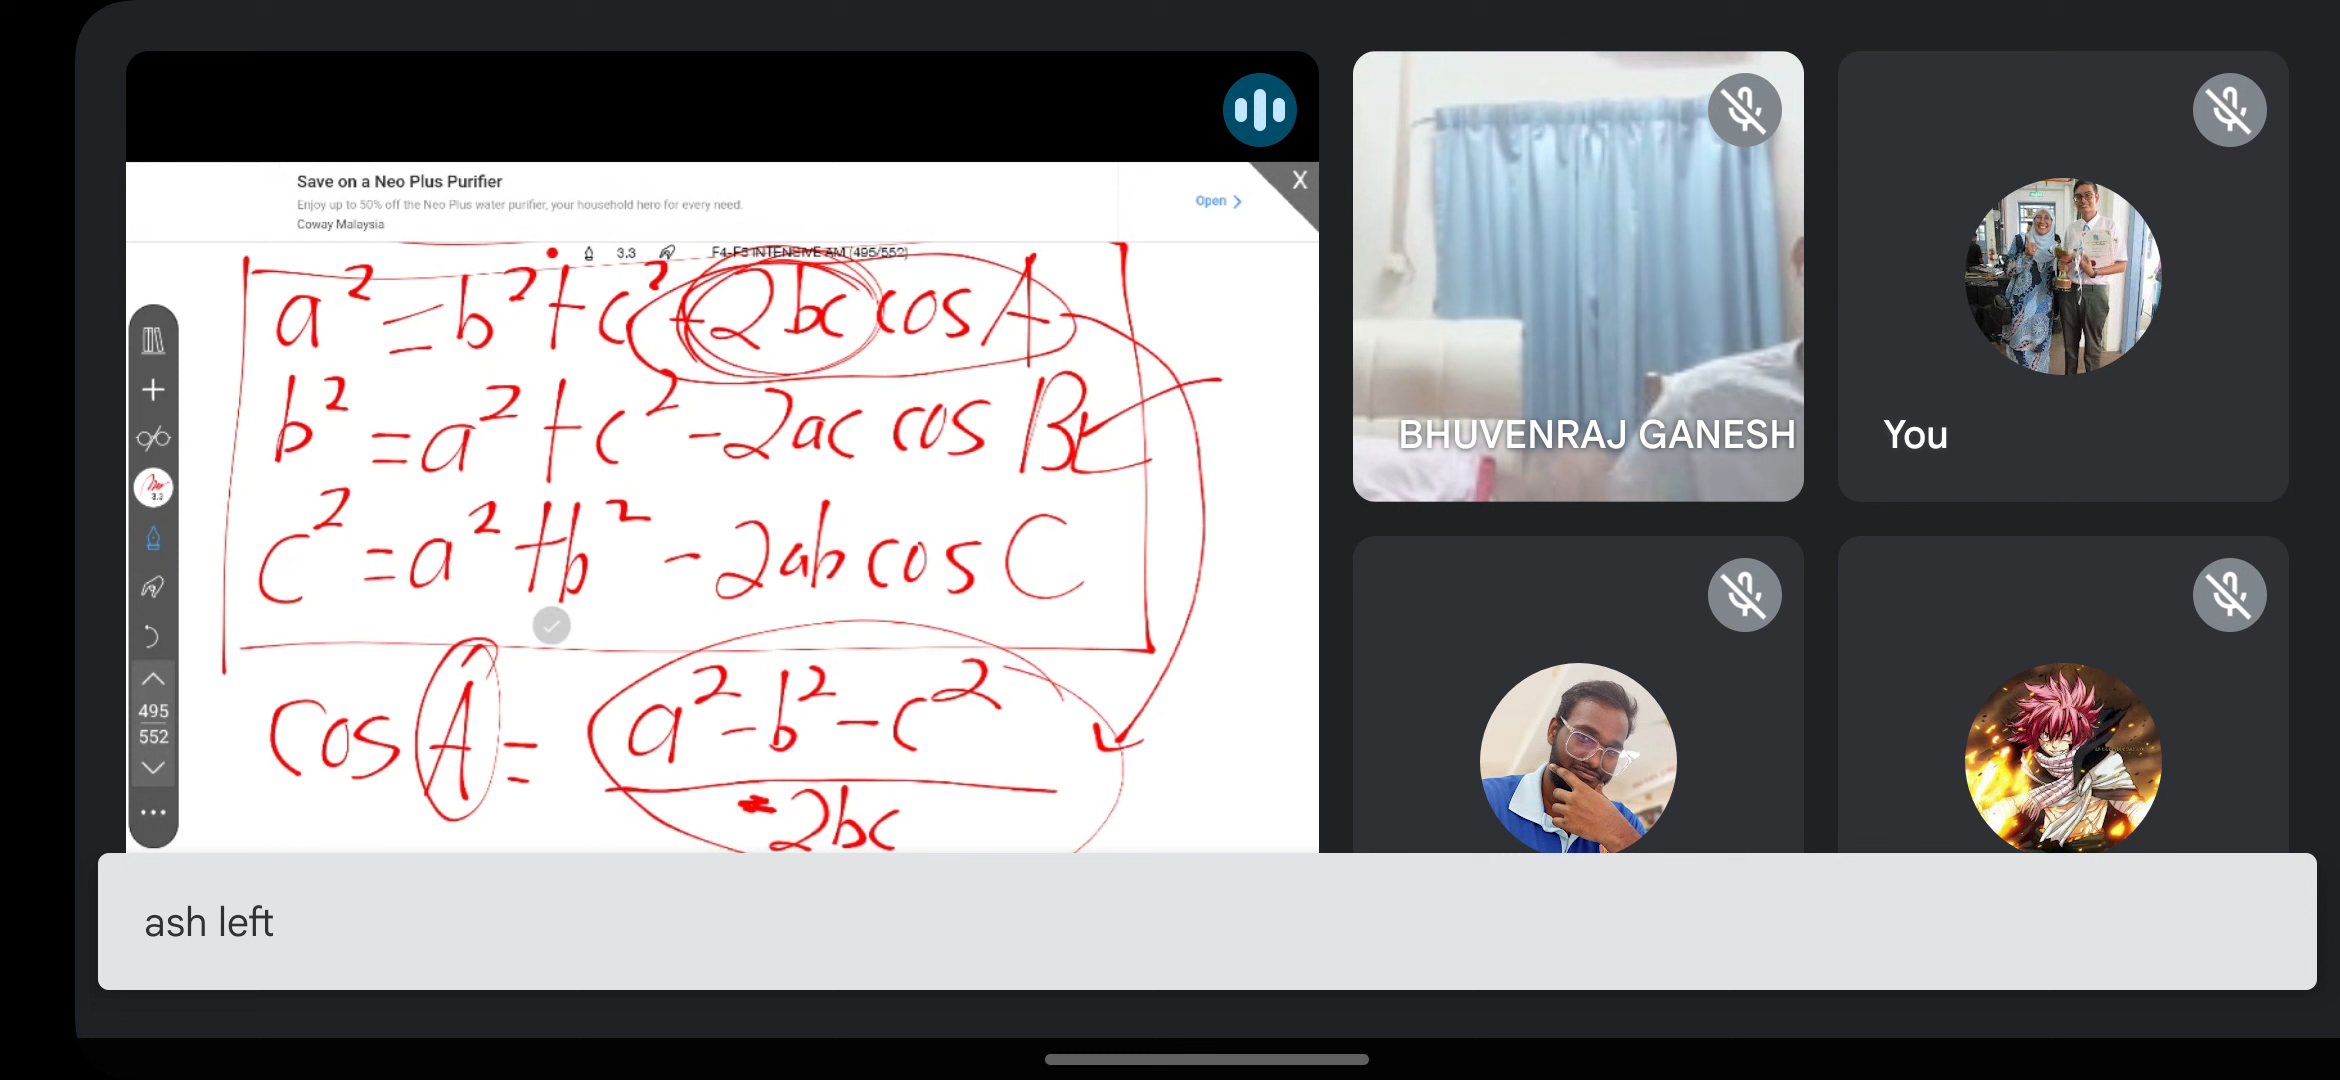 Save on a Neo Plus Purifier
Enjoy up to 50% off the Neo Plus water purifier, your household hero for every need.
Coway Malaysia
Open
X
3.3
F4-F5 INTENSIVE AM (495/552)
a² = b² + c² - 2bc cos A
b² = a² + c² - 2ac cos B
c² = a² + b² - 2ab cos C
cos Â = a² - b² - c²
-2bc
3.3
495
552
BHUVENRAJ GANESH
You
ash left